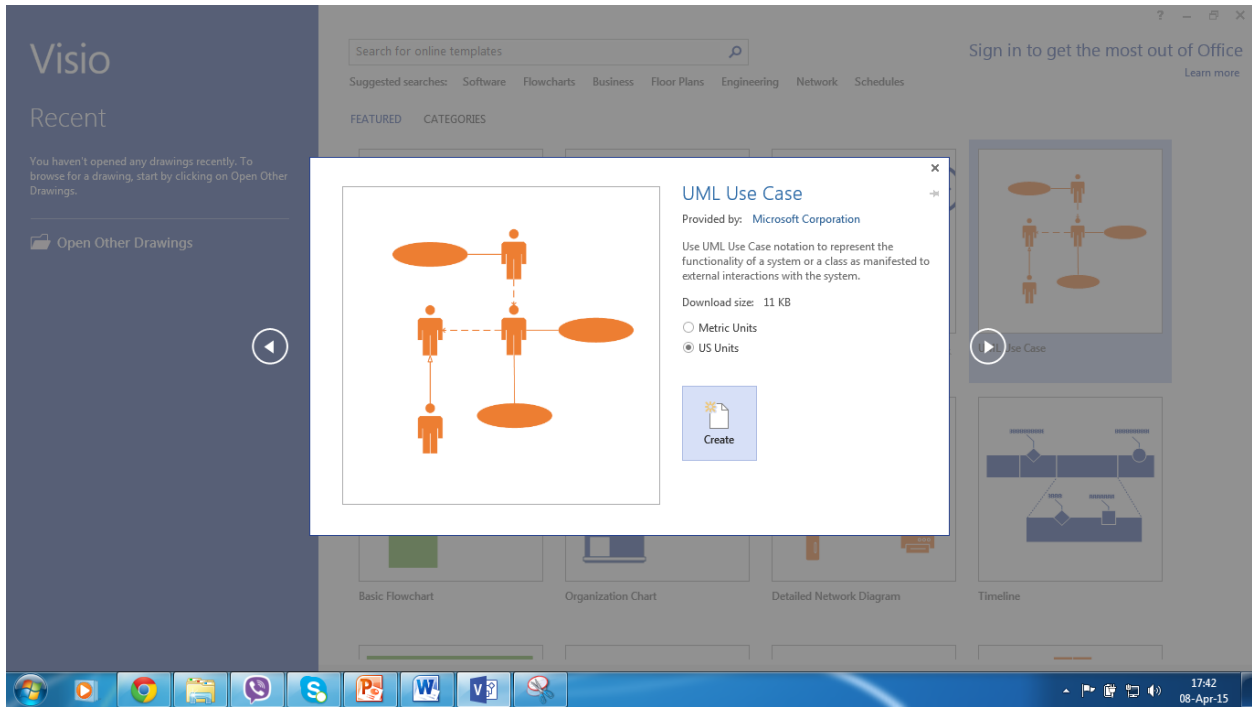 Visio
Recent
You haven't opened any drawings recently. To
browse for a drawing, start by clicking on Open Other
Drawings.
Open Other Drawings
?
Search for online templates
Sign in to get the most out of Office
Learn more
Suggested searches: Software Flowcharts Business Floor Plans Engineering Network Schedules
FEATURED CATEGORIES
UML Use Case
Provided by: Microsoft Corporation
Use UML Use Case notation to represent the
functionality of a system or a class as manifested to
external interactions with the system.
Download size: 11 KB
Metric Units
US Units
Create
UML Use Case
Basic Flowchart
Organization Chart
Detailed Network Diagram
Timeline
17:42
08-Apr-15